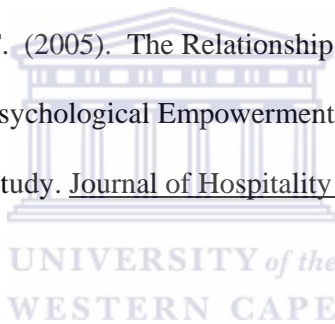 . (2005). The Relationship
sychological Empowerment
tudy. Journal of Hospitality
UNIVERSITY of the
WESTERN CAPE